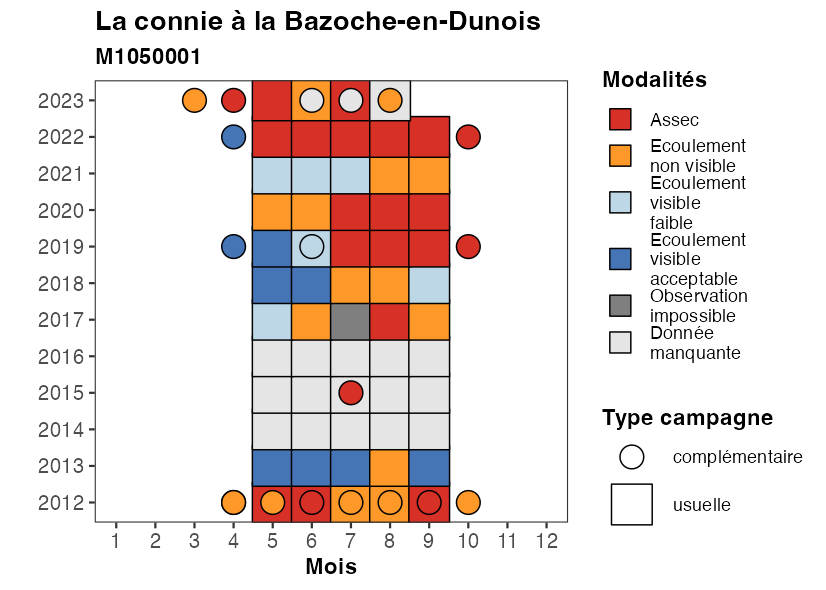 La connie à la Bazoche-en-Dunois
M1050001
2023
2022
2021
2020
2019
2018
2017
2016
2015
2014
2013
2012
1 2 3 4 5 6 7 8 9 10 11 12
Mois
Modalités
Assec
Ecoulement
non visible
Ecoulement
visible
faible
Ecoulement
visible
acceptable
Observation
impossible
Donnée
manquante
Type campagne
complémentaire
usuelle